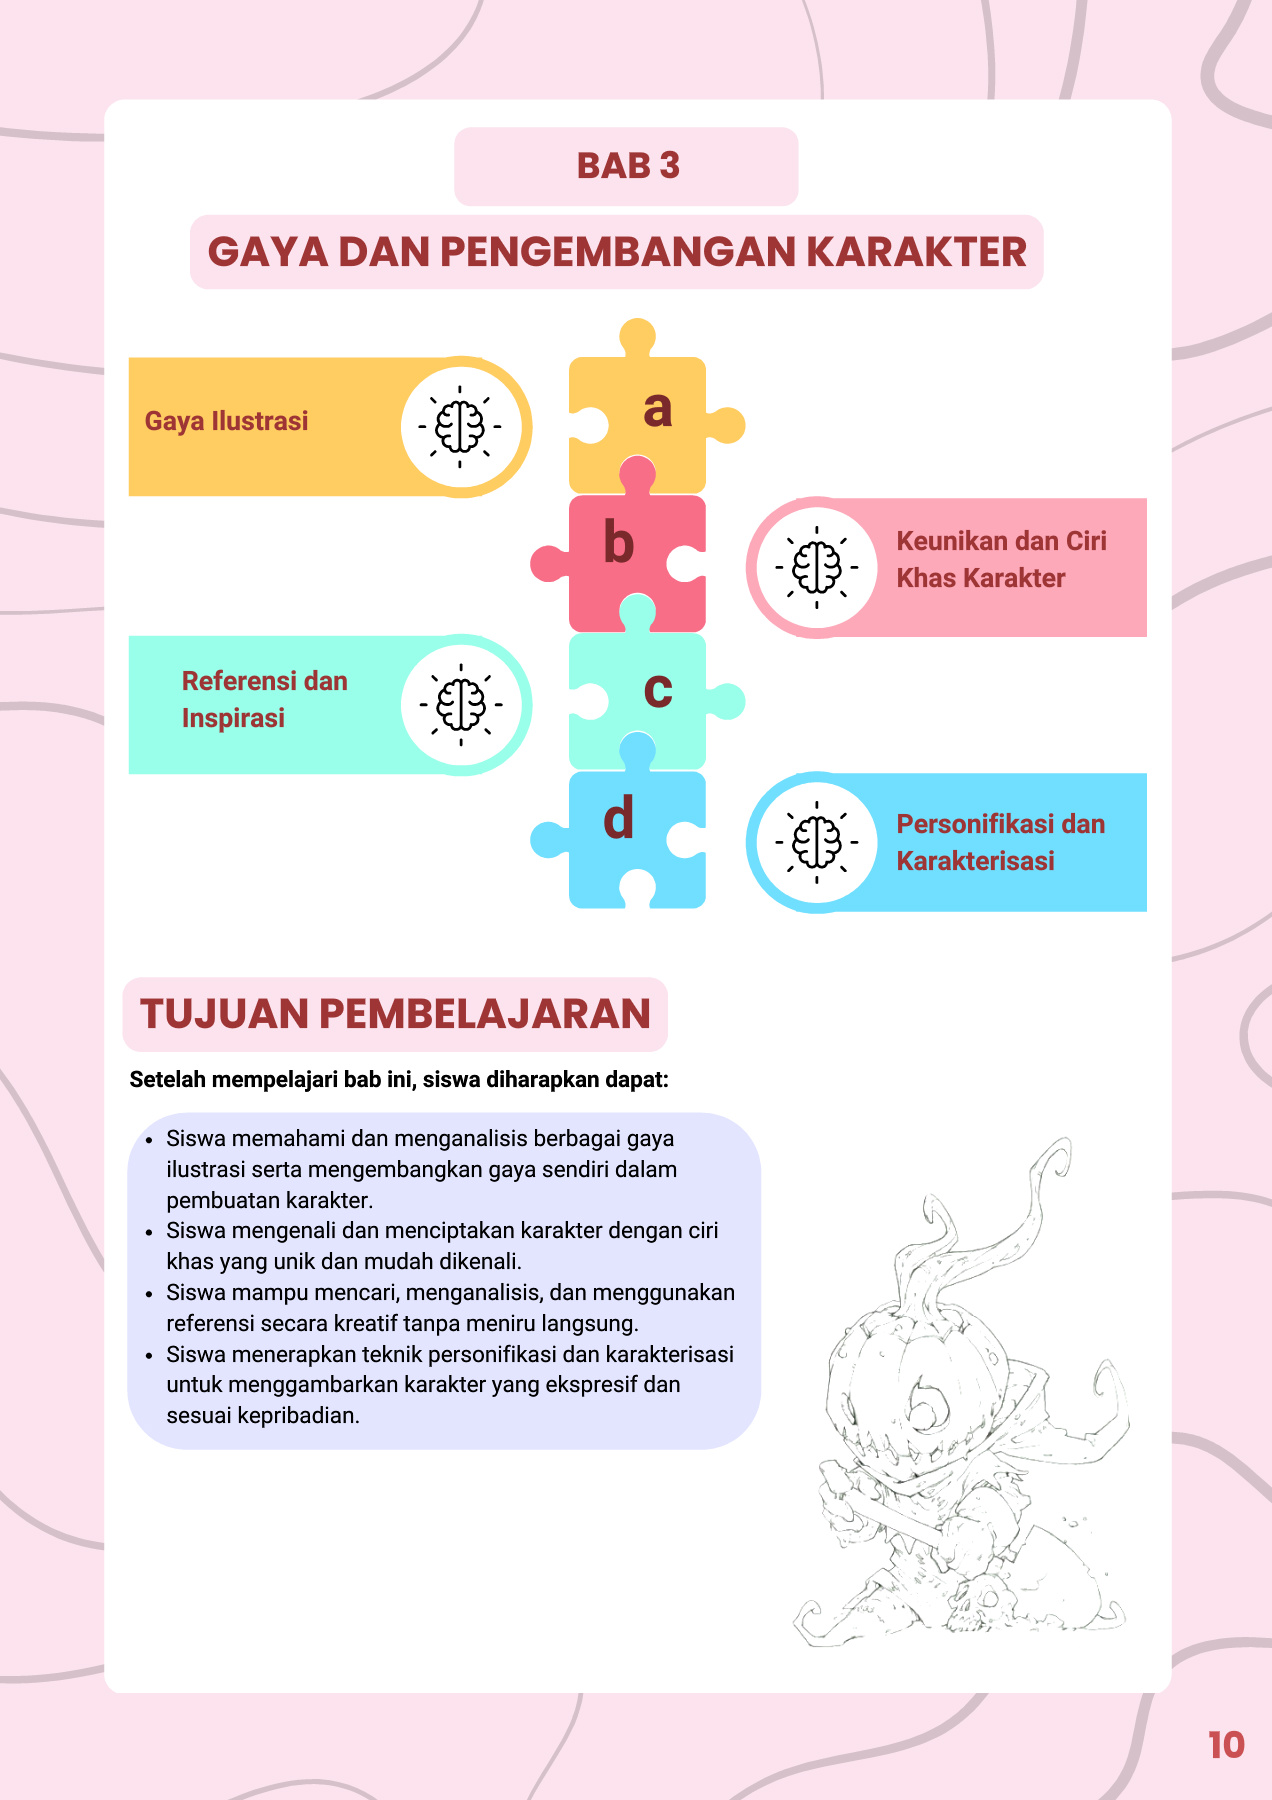 BAB 3
GAYA DAN PENGEMBANGAN KARAKTER
a
Gaya Ilustrasi
b
Keunikan dan Ciri
Khas Karakter
c
Referensi dan
Inspirasi
d
Personifikasi dan
Karakterisasi
TUJUAN PEMBELAJARAN
Setelah mempelajari bab ini, siswa diharapkan dapat:
• Siswa memahami dan menganalisis berbagai gaya
ilustrasi serta mengembangkan gaya sendiri dalam
pembuatan karakter.
• Siswa mengenali dan menciptakan karakter dengan ciri
khas yang unik dan mudah dikenali.
• Siswa mampu mencari, menganalisis, dan menggunakan
referensi secara kreatif tanpa meniru langsung.
• Siswa menerapkan teknik personifikasi dan karakterisasi
untuk menggambarkan karakter yang ekspresif dan
sesuai kepribadian.
10